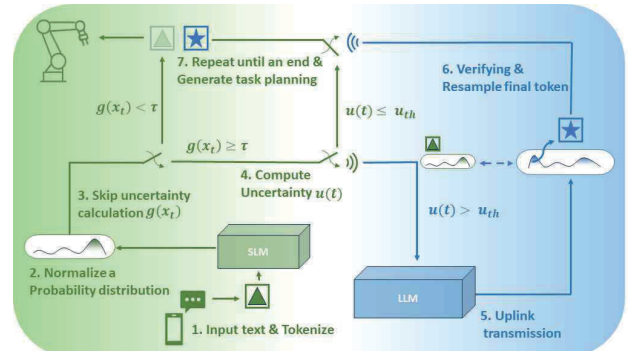 7. Repeat until an end &
Generate task planning
6. Verifying &
Resample final token
g(x_t) < τ
u(t) ≤ u_th
g(x_t) ≥ τ
4. Compute
Uncertainty u(t)
3. Skip uncertainty
calculation g(x_t)
u(t) > u_th
SLM
2. Normalize a
Probability distribution
LLM
1. Input text & Tokenize
5. Uplink
transmission